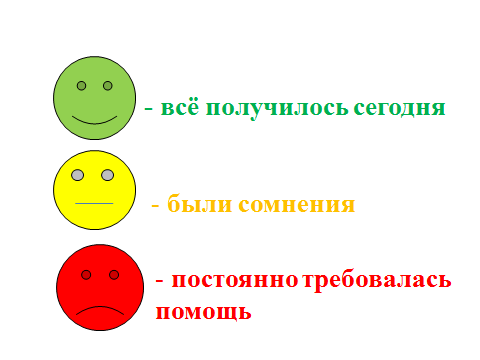 - всё получилось сегодня
- были сомнения
- постоянно требовалась
помощь